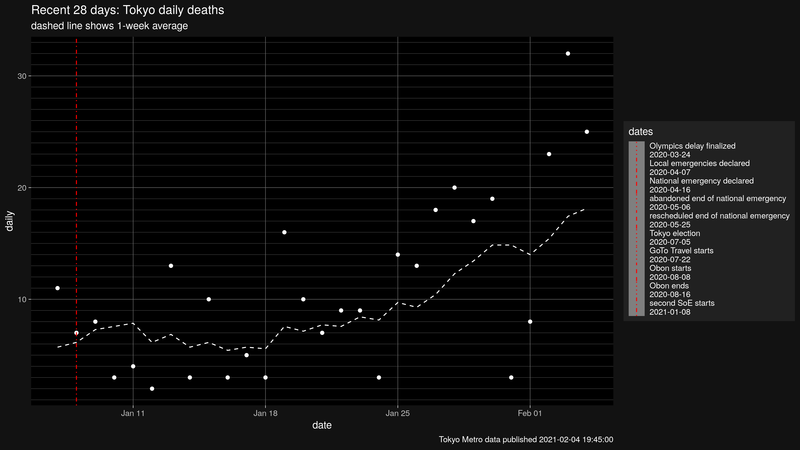 Recent 28 days: Tokyo daily deaths
dashed line shows 1-week average
30
20
10
daily
Jan 11
Jan 18
Jan 25
Feb 01
date
dates
Olympics delay finalized
2020-03-24
Local emergencies declared
2020-04-07
National emergency declared
2020-04-16
abandoned end of national emergency
2020-05-06
rescheduled end of national emergency
2020-05-25
Tokyo election
2020-07-05
GoTo Travel starts
2020-07-22
Obon starts
2020-08-08
Obon ends
2020-08-16
second SoE starts
2021-01-08
Tokyo Metro data published 2021-02-04 19:45:00